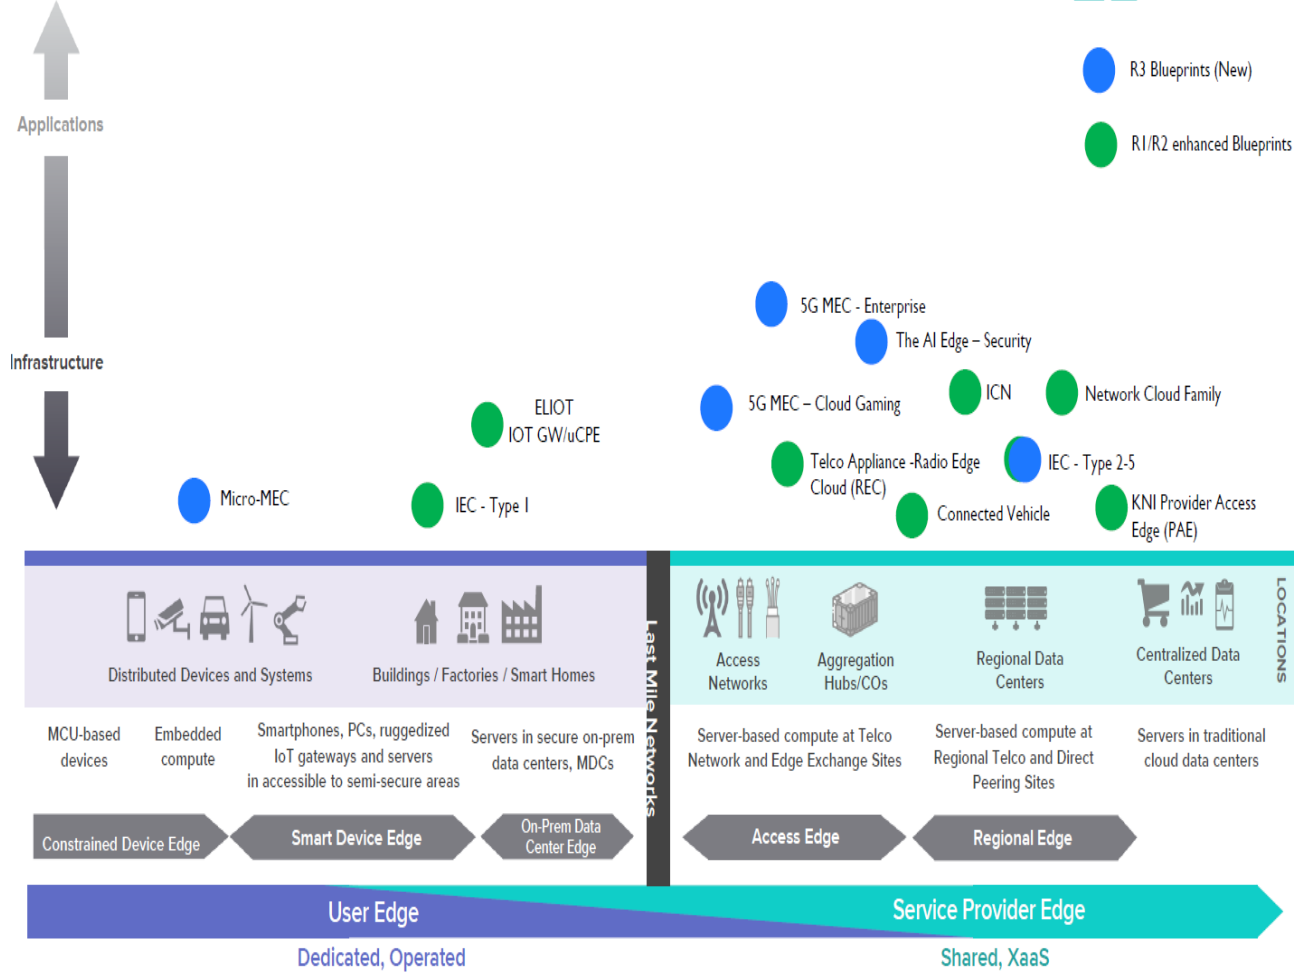 R3 Blueprints (New)
Applications
R1/R2 enhanced Blueprints
5G MEC - Enterprise
The AI Edge – Security
Infrastructure
ICN
Network Cloud Family
5G MEC – Cloud Gaming
ELIOT
IOT GW/uCPE
Telco Appliance -Radio Edge
Cloud (REC)
IEC - Type 2-5
Micro-MEC
IEC - Type 1
Connected Vehicle
KNI Provider Access
Edge (PAE)
Distributed Devices and Systems
Buildings / Factories / Smart Homes
Last Mile Networks
Access
Networks
Aggregation
Hubs/COs
Regional Data
Centers
Centralized Data
Centers
LOCATIONS
MCU-based
devices
Embedded
compute
Smartphones, PCs, ruggedized
IoT gateways and servers
in accessible to semi-secure areas
Servers in secure on-prem
data centers, MDCs
Server-based compute at Telco
Network and Edge Exchange Sites
Server-based compute at
Regional Telco and Direct
Peering Sites
Servers in traditional
cloud data centers
Constrained Device Edge
Smart Device Edge
On-Prem Data
Center Edge
Access Edge
Regional Edge
User Edge
Service Provider Edge
Dedicated, Operated
Shared, XaaS